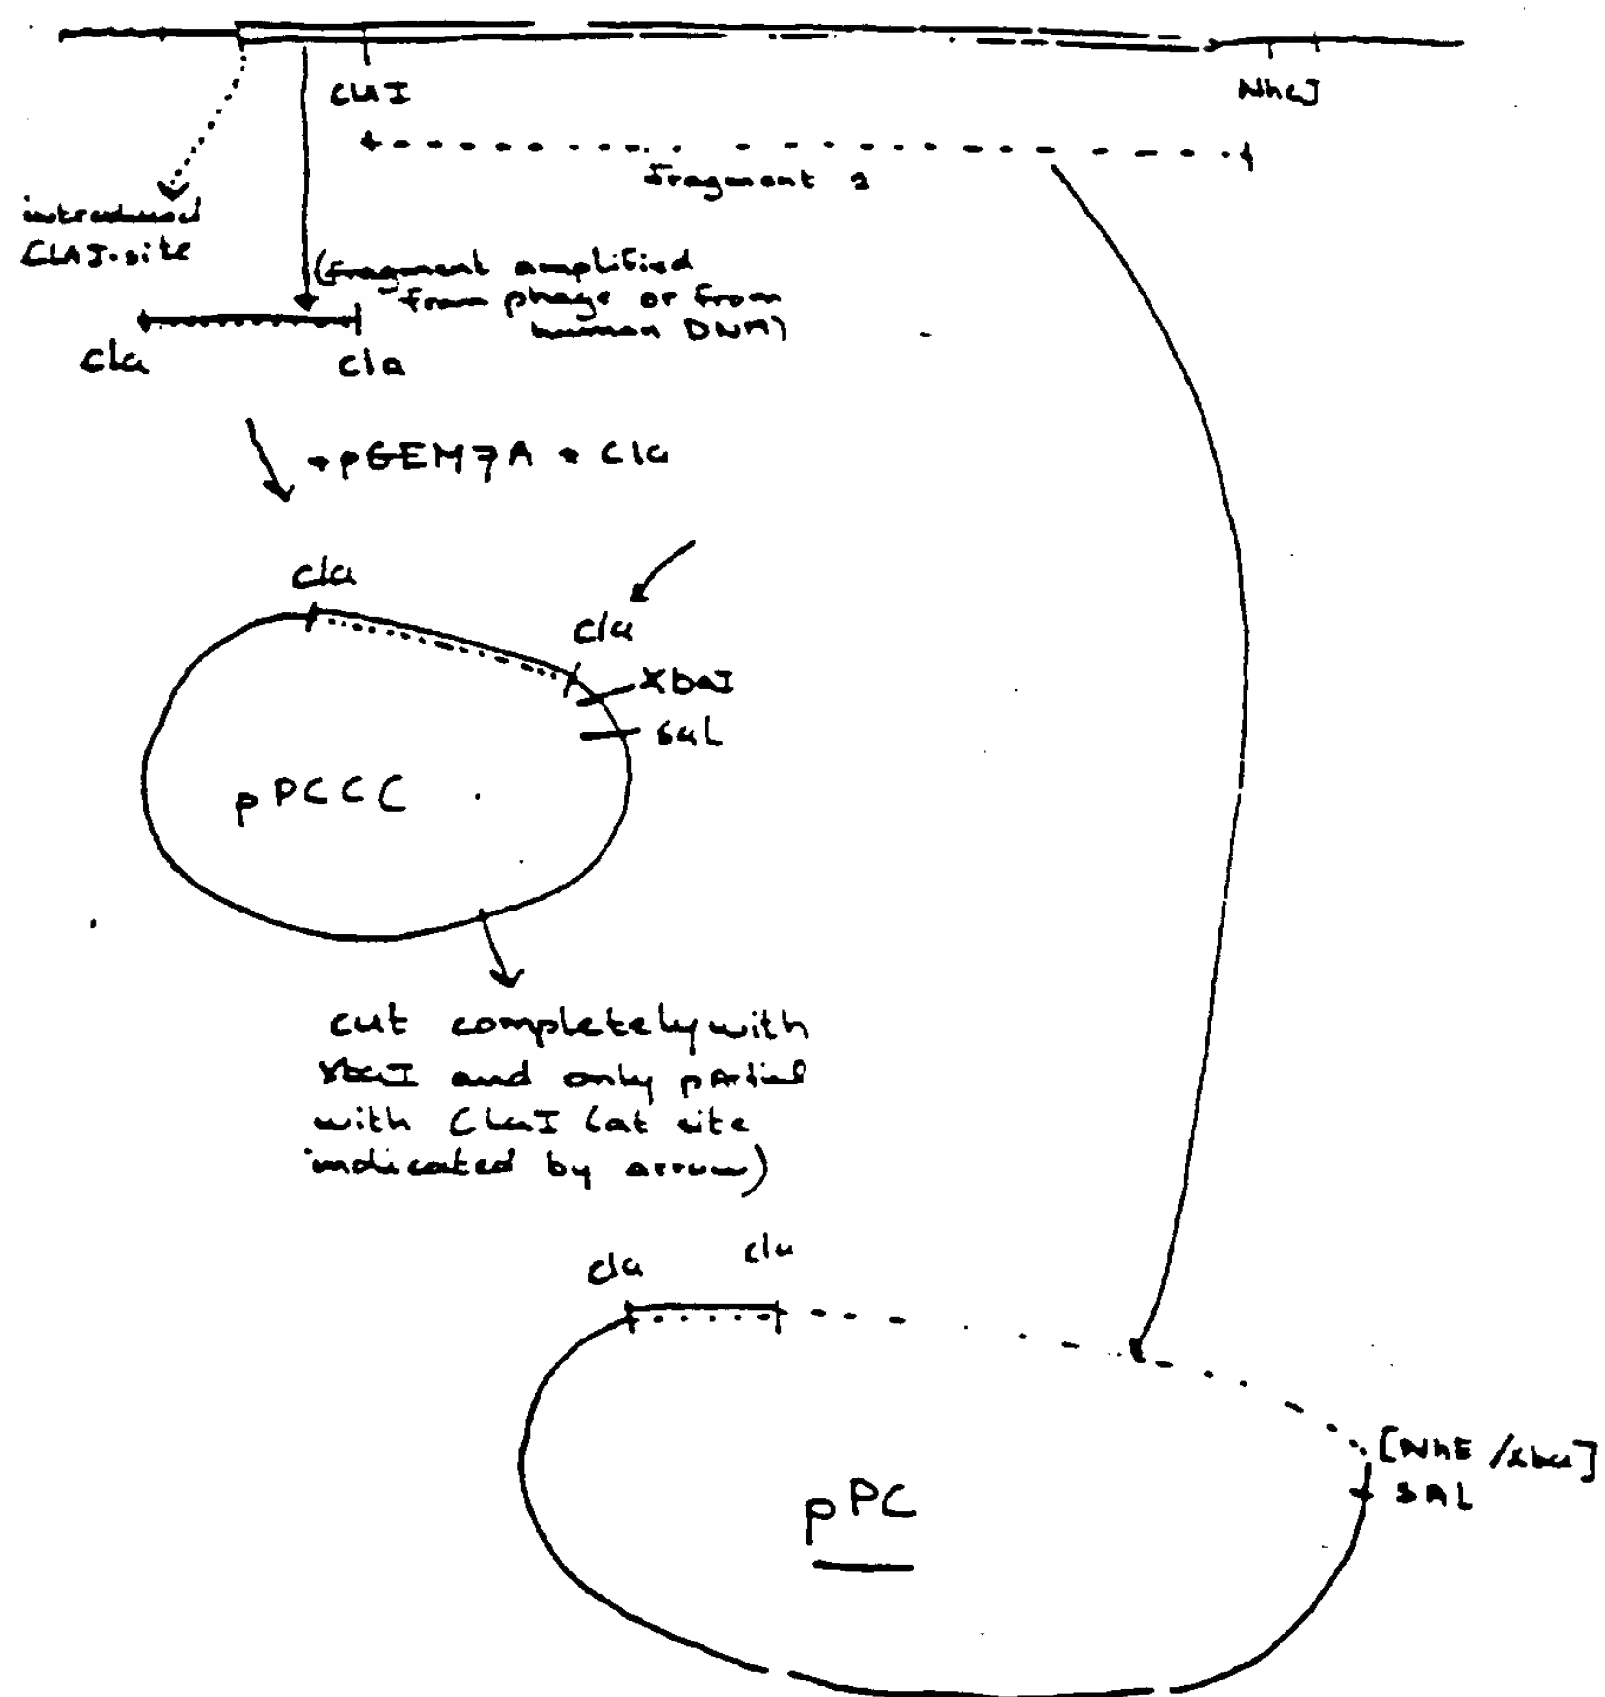 CLAI
NheI
fragment 2
introduced
CLAI-site
(fragment amplified
from phage or from
human DNA)
cla
cla
+pGEM7A + Cla
cla
cla
XbaI
sal
pPCCC
cut completely with
XbaI and only partial
with ClaI (at site
indicated by arrow)
cla
cla
[NhE /xba]
SAL
pPC